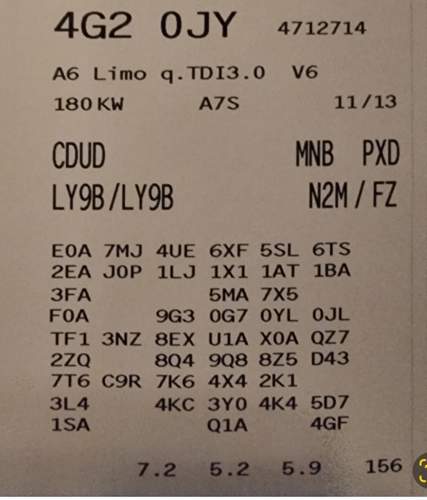 4G2 0JY 4712714
A6 Limo q.TDI3.0 V6
180KW A7S 11/13
CDUD MNB PXD
LY9B/LY9B N2M/FZ
E0A 7MJ 4UE 6XF 5SL 6TS
2EA J0P 1LJ 1X1 1AT 1BA
3FA 5MA 7X5
F0A 9G3 0G7 0YL 0JL
TF1 3NZ 8EX U1A X0A QZ7
2ZQ 8Q4 9Q8 8Z5 D43
7T6 C9R 7K6 4X4 2K1
3L4 4KC 3Y0 4K4 5D7
1SA Q1A 4GF
7.2 5.2 5.9 156